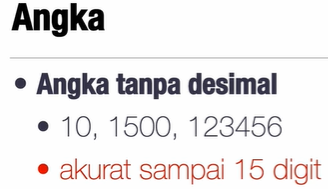 Angka
• Angka tanpa desimal
• 10, 1500, 123456
• akurat sampai 15 digit